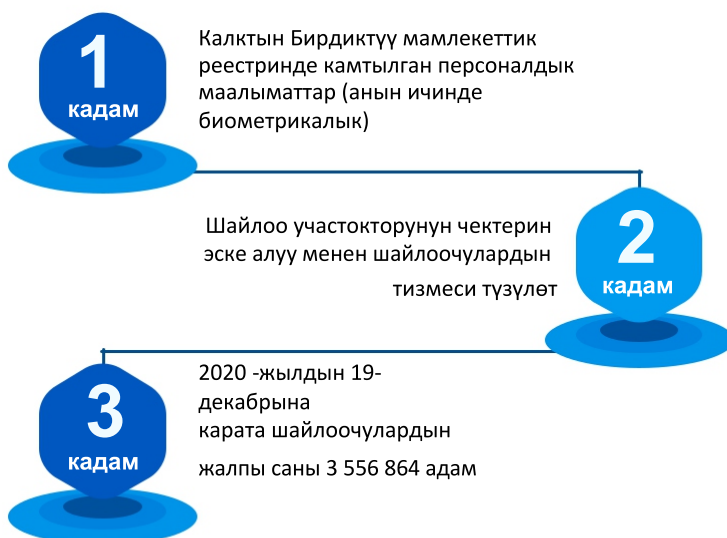 1
кадам
Калктын Бирдиктүү мамлекеттик
реестринде камтылган персоналдык
маалыматтар (анын ичинде
биометрикалык)
2
кадам
Шайлоо участокторунун чектерин
эске алуу менен шайлоочулардын
тизмеси түзүлөт
3
кадам
2020 -жылдын 19-
декабрына
карата шайлоочулардын
жалпы саны 3 556 864 адам